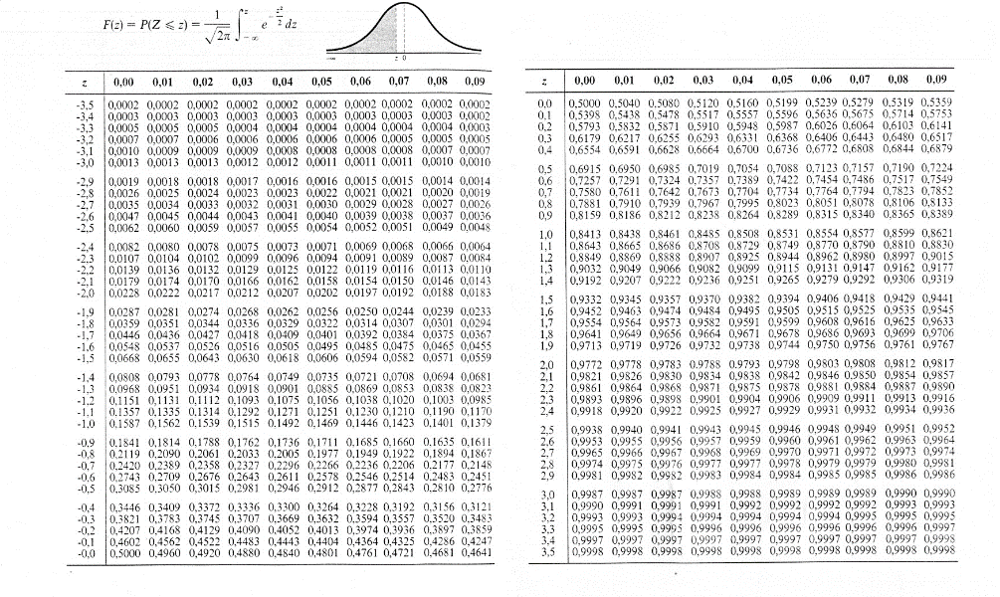 F(z) = P(Z ⩽ z) = 1/√2π ∫ z −∞ e −z²/2 dz
−∞ z 0
z 0,00 0,01 0,02 0,03 0,04 0,05 0,06 0,07 0,08 0,09
-3,5 0,0002 0,0002 0,0002 0,0002 0,0002 0,0002 0,0002 0,0002 0,0002 0,0002
-3,4 0,0003 0,0003 0,0003 0,0003 0,0003 0,0003 0,0003 0,0003 0,0003 0,0002
-3,3 0,0005 0,0005 0,0005 0,0004 0,0004 0,0004 0,0004 0,0004 0,0004 0,0003
-3,2 0,0007 0,0007 0,0006 0,0006 0,0006 0,0006 0,0006 0,0005 0,0005 0,0005
-3,1 0,0010 0,0009 0,0009 0,0009 0,0008 0,0008 0,0008 0,0008 0,0007 0,0007
-3,0 0,0013 0,0013 0,0013 0,0012 0,0012 0,0011 0,0011 0,0011 0,0010 0,0010
-2,9 0,0019 0,0018 0,0018 0,0017 0,0016 0,0016 0,0015 0,0015 0,0014 0,0014
-2,8 0,0026 0,0025 0,0024 0,0023 0,0023 0,0022 0,0021 0,0021 0,0020 0,0019
-2,7 0,0035 0,0034 0,0033 0,0032 0,0031 0,0030 0,0029 0,0028 0,0027 0,0026
-2,6 0,0047 0,0045 0,0044 0,0043 0,0041 0,0040 0,0039 0,0038 0,0037 0,0036
-2,5 0,0062 0,0060 0,0059 0,0057 0,0055 0,0054 0,0052 0,0051 0,0049 0,0048
-2,4 0,0082 0,0080 0,0078 0,0075 0,0073 0,0071 0,0069 0,0068 0,0066 0,0064
-2,3 0,0107 0,0104 0,0102 0,0099 0,0096 0,0094 0,0091 0,0089 0,0087 0,0084
-2,2 0,0139 0,0136 0,0132 0,0129 0,0125 0,0122 0,0119 0,0116 0,0113 0,0110
-2,1 0,0179 0,0174 0,0170 0,0166 0,0162 0,0158 0,0154 0,0150 0,0146 0,0143
-2,0 0,0228 0,0222 0,0217 0,0212 0,0207 0,0202 0,0197 0,0192 0,0188 0,0183
-1,9 0,0287 0,0281 0,0274 0,0268 0,0262 0,0256 0,0250 0,0244 0,0239 0,0233
-1,8 0,0359 0,0351 0,0344 0,0336 0,0329 0,0322 0,0314 0,0307 0,0301 0,0294
-1,7 0,0446 0,0436 0,0427 0,0418 0,0409 0,0401 0,0392 0,0384 0,0375 0,0367
-1,6 0,0548 0,0537 0,0526 0,0516 0,0505 0,0495 0,0485 0,0475 0,0465 0,0455
-1,5 0,0668 0,0655 0,0643 0,0630 0,0618 0,0606 0,0594 0,0582 0,0571 0,0559
-1,4 0,0808 0,0793 0,0778 0,0764 0,0749 0,0735 0,0721 0,0708 0,0694 0,0681
-1,3 0,0968 0,0951 0,0934 0,0918 0,0901 0,0885 0,0869 0,0853 0,0838 0,0823
-1,2 0,1151 0,1131 0,1112 0,1093 0,1075 0,1056 0,1038 0,1020 0,1003 0,0985
-1,1 0,1357 0,1335 0,1314 0,1292 0,1271 0,1251 0,1230 0,1210 0,1190 0,1170
-1,0 0,1587 0,1562 0,1539 0,1515 0,1492 0,1469 0,1446 0,1423 0,1401 0,1379
-0,9 0,1841 0,1814 0,1788 0,1762 0,1736 0,1711 0,1685 0,1660 0,1635 0,1611
-0,8 0,2119 0,2090 0,2061 0,2033 0,2005 0,1977 0,1949 0,1922 0,1894 0,1867
-0,7 0,2420 0,2389 0,2358 0,2327 0,2296 0,2266 0,2236 0,2206 0,2177 0,2148
-0,6 0,2743 0,2709 0,2676 0,2643 0,2611 0,2578 0,2546 0,2514 0,2483 0,2451
-0,5 0,3085 0,3050 0,3015 0,2981 0,2946 0,2912 0,2877 0,2843 0,2810 0,2776
-0,4 0,3446 0,3409 0,3372 0,3336 0,3300 0,3264 0,3228 0,3192 0,3156 0,3121
-0,3 0,3821 0,3783 0,3745 0,3707 0,3669 0,3632 0,3594 0,3557 0,3520 0,3483
-0,2 0,4207 0,4168 0,4129 0,4090 0,4052 0,4013 0,3974 0,3936 0,3897 0,3859
-0,1 0,4602 0,4562 0,4522 0,4483 0,4443 0,4404 0,4364 0,4325 0,4286 0,4247
-0,0 0,5000 0,4960 0,4920 0,4880 0,4840 0,4801 0,4761 0,4721 0,4681 0,4641
z 0,00 0,01 0,02 0,03 0,04 0,05 0,06 0,07 0,08 0,09
0,0 0,5000 0,5040 0,5080 0,5120 0,5160 0,5199 0,5239 0,5279 0,5319 0,5359
0,1 0,5398 0,5438 0,5478 0,5517 0,5557 0,5596 0,5636 0,5675 0,5714 0,5753
0,2 0,5793 0,5832 0,5871 0,5910 0,5948 0,5987 0,6026 0,6064 0,6103 0,6141
0,3 0,6179 0,6217 0,6255 0,6293 0,6331 0,6368 0,6406 0,6443 0,6480 0,6517
0,4 0,6554 0,6591 0,6628 0,6664 0,6700 0,6736 0,6772 0,6808 0,6844 0,6879
0,5 0,6915 0,6950 0,6985 0,7019 0,7054 0,7088 0,7123 0,7157 0,7190 0,7224
0,6 0,7257 0,7291 0,7324 0,7357 0,7389 0,7422 0,7454 0,7486 0,7517 0,7549
0,7 0,7580 0,7611 0,7642 0,7673 0,7704 0,7734 0,7764 0,7794 0,7823 0,7852
0,8 0,7881 0,7910 0,7939 0,7967 0,7995 0,8023 0,8051 0,8078 0,8106 0,8133
0,9 0,8159 0,8186 0,8212 0,8238 0,8264 0,8289 0,8315 0,8340 0,8365 0,8389
1,0 0,8413 0,8438 0,8461 0,8485 0,8508 0,8531 0,8554 0,8577 0,8599 0,8621
1,1 0,8643 0,8665 0,8686 0,8708 0,8729 0,8749 0,8770 0,8790 0,8810 0,8830
1,2 0,8849 0,8869 0,8888 0,8907 0,8925 0,8944 0,8962 0,8980 0,8997 0,9015
1,3 0,9032 0,9049 0,9066 0,9082 0,9099 0,9115 0,9131 0,9147 0,9162 0,9177
1,4 0,9192 0,9207 0,9222 0,9236 0,9251 0,9265 0,9279 0,9292 0,9306 0,9319
1,5 0,9332 0,9345 0,9357 0,9370 0,9382 0,9394 0,9406 0,9418 0,9429 0,9441
1,6 0,9452 0,9463 0,9474 0,9484 0,9495 0,9505 0,9515 0,9525 0,9535 0,9545
1,7 0,9554 0,9564 0,9573 0,9582 0,9591 0,9599 0,9608 0,9616 0,9625 0,9633
1,8 0,9641 0,9649 0,9656 0,9664 0,9671 0,9678 0,9686 0,9693 0,9699 0,9706
1,9 0,9713 0,9719 0,9726 0,9732 0,9738 0,9744 0,9750 0,9756 0,9761 0,9767
2,0 0,9772 0,9778 0,9783 0,9788 0,9793 0,9798 0,9803 0,9808 0,9812 0,9817
2,1 0,9821 0,9826 0,9830 0,9834 0,9838 0,9842 0,9846 0,9850 0,9854 0,9857
2,2 0,9861 0,9864 0,9868 0,9871 0,9875 0,9878 0,9881 0,9884 0,9887 0,9890
2,3 0,9893 0,9896 0,9898 0,9901 0,9904 0,9906 0,9909 0,9911 0,9913 0,9916
2,4 0,9918 0,9920 0,9922 0,9925 0,9927 0,9929 0,9931 0,9932 0,9934 0,9936
2,5 0,9938 0,9940 0,9941 0,9943 0,9945 0,9946 0,9948 0,9949 0,9951 0,9952
2,6 0,9953 0,9955 0,9956 0,9957 0,9959 0,9960 0,9961 0,9962 0,9963 0,9964
2,7 0,9965 0,9966 0,9967 0,9968 0,9969 0,9970 0,9971 0,9972 0,9973 0,9974
2,8 0,9974 0,9975 0,9976 0,9977 0,9977 0,9978 0,9979 0,9979 0,9980 0,9981
2,9 0,9981 0,9982 0,9982 0,9983 0,9984 0,9984 0,9985 0,9985 0,9986 0,9986
3,0 0,9987 0,9987 0,9987 0,9988 0,9988 0,9989 0,9989 0,9989 0,9990 0,9990
3,1 0,9990 0,9991 0,9991 0,9991 0,9992 0,9992 0,9992 0,9992 0,9993 0,9993
3,2 0,9993 0,9993 0,9994 0,9994 0,9994 0,9994 0,9994 0,9995 0,9995 0,9995
3,3 0,9995 0,9995 0,9995 0,9996 0,9996 0,9996 0,9996 0,9996 0,9996 0,9997
3,4 0,9997 0,9997 0,9997 0,9997 0,9997 0,9997 0,9997 0,9997 0,9997 0,9998
3,5 0,9998 0,9998 0,9998 0,9998 0,9998 0,9998 0,9998 0,9998 0,9998 0,9998